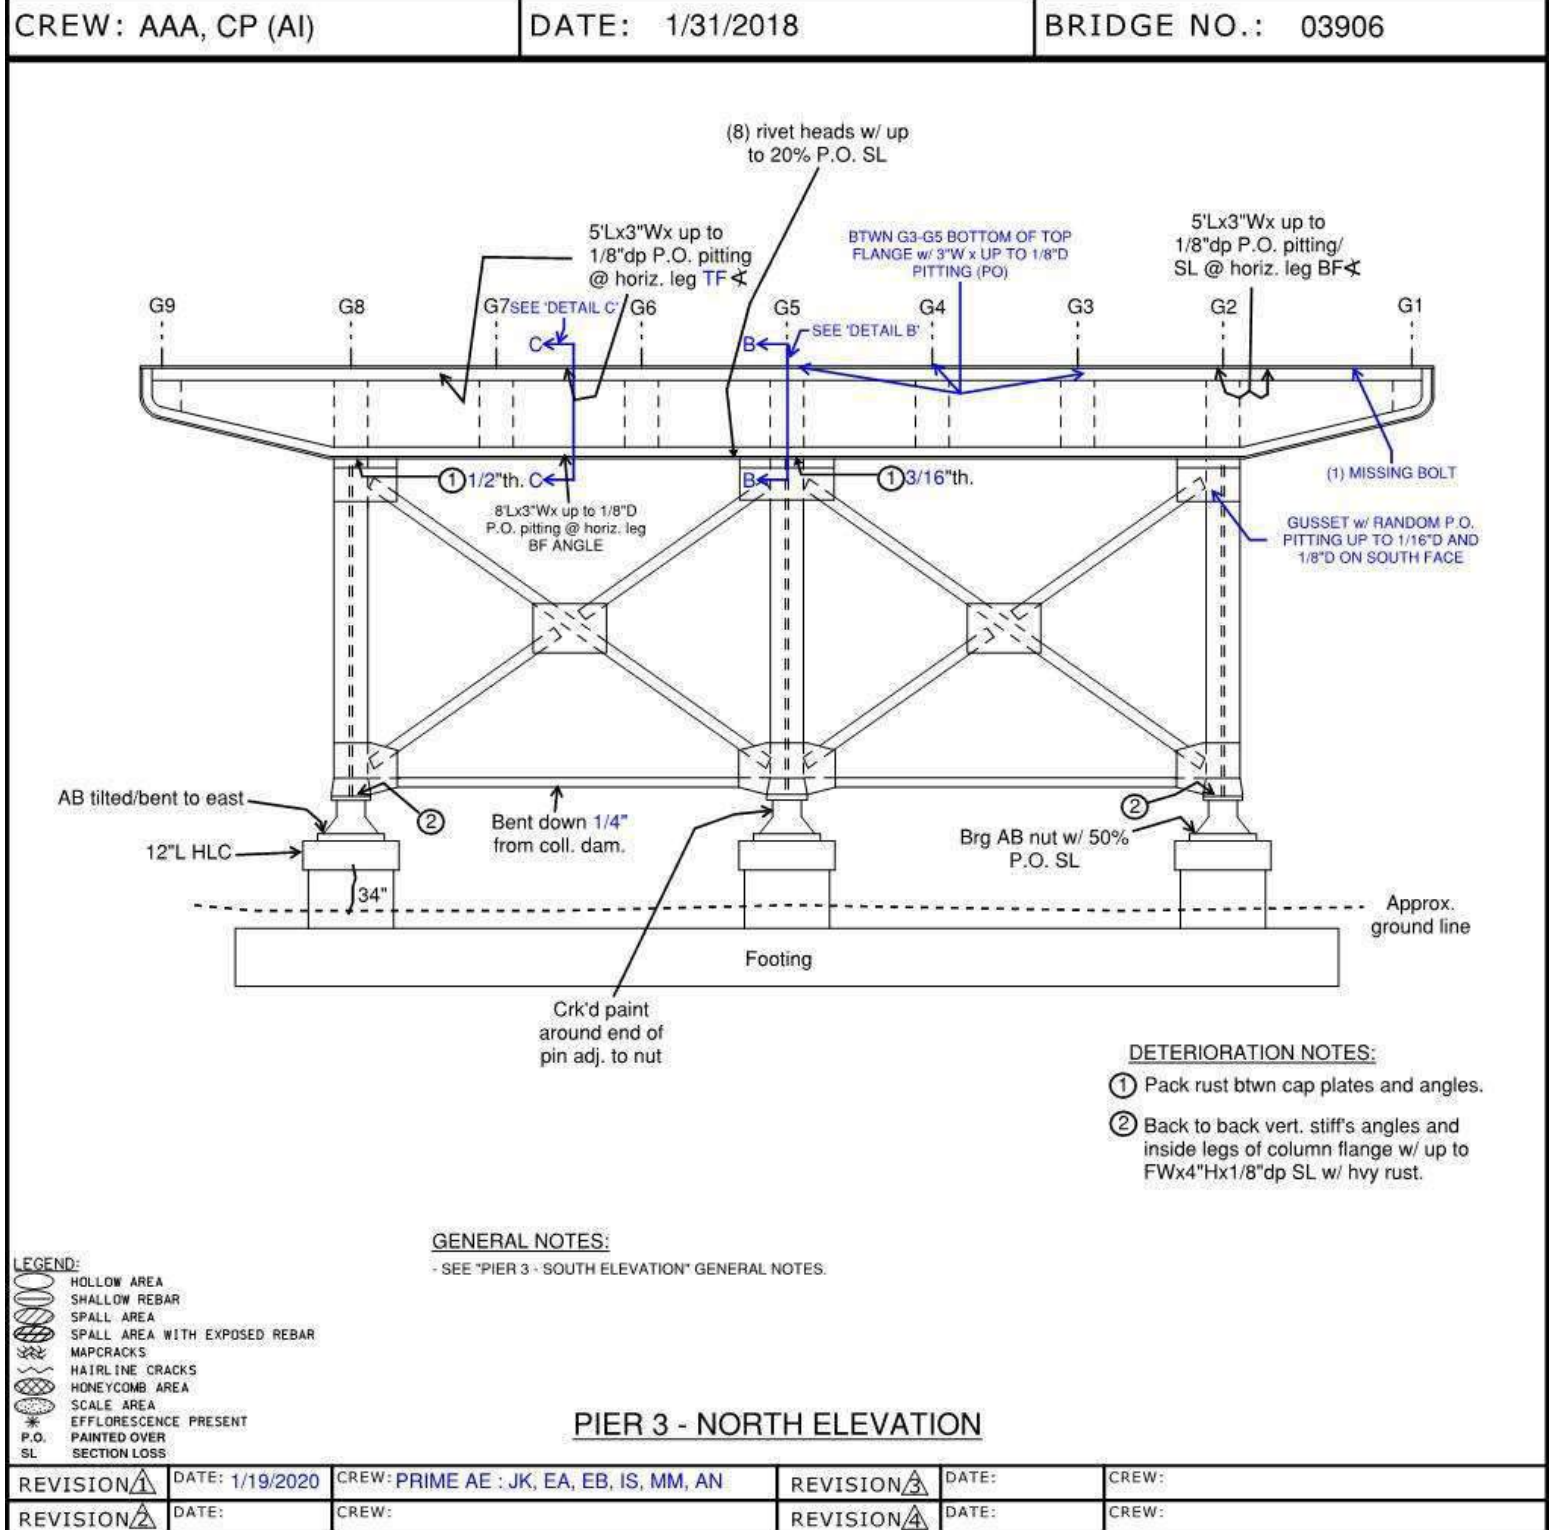 CREW: AAA, CP (AI)
DATE: 1/31/2018
BRIDGE NO.: 03906
(8) rivet heads w/ up
to 20% P.O. SL
5'Lx3"Wx up to
1/8"dp P.O. pitting
@ horiz. leg TF ∢
BTWN G3-G5 BOTTOM OF TOP
FLANGE w/ 3"W x UP TO 1/8"D
PITTING (PO)
5'Lx3"Wx up to
1/8"dp P.O. pitting/
SL @ horiz. leg BF∢
G9
G8
G7
SEE 'DETAIL C'
G6
G5
G4
G3
G2
G1
SEE 'DETAIL B'
C
B
1 1/2"th.
C
B
1 3/16"th.
(1) MISSING BOLT
8'Lx3"Wx up to 1/8"D
P.O. pitting @ horiz. leg
BF ANGLE
GUSSET w/ RANDOM P.O.
PITTING UP TO 1/16"D AND
1/8"D ON SOUTH FACE
AB tilted/bent to east
2
Bent down 1/4"
from coll. dam.
2
Brg AB nut w/ 50%
P.O. SL
12"L HLC
34"
Approx.
ground line
Footing
Crk'd paint
around end of
pin adj. to nut
DETERIORATION NOTES:
1 Pack rust btwn cap plates and angles.
2 Back to back vert. stiff's angles and
inside legs of column flange w/ up to
FWx4"Hx1/8"dp SL w/ hvy rust.
GENERAL NOTES:
- SEE "PIER 3 - SOUTH ELEVATION" GENERAL NOTES.
LEGEND:
HOLLOW AREA
SHALLOW REBAR
SPALL AREA
SPALL AREA WITH EXPOSED REBAR
MAPCRACKS
HAIRLINE CRACKS
HONEYCOMB AREA
SCALE AREA
EFFLORESCENCE PRESENT
P.O. PAINTED OVER
SL SECTION LOSS
PIER 3 - NORTH ELEVATION
REVISION 1 DATE: 1/19/2020 CREW: PRIME AE : JK, EA, EB, IS, MM, AN
REVISION 3 DATE: CREW:
REVISION 2 DATE: CREW:
REVISION 4 DATE: CREW: